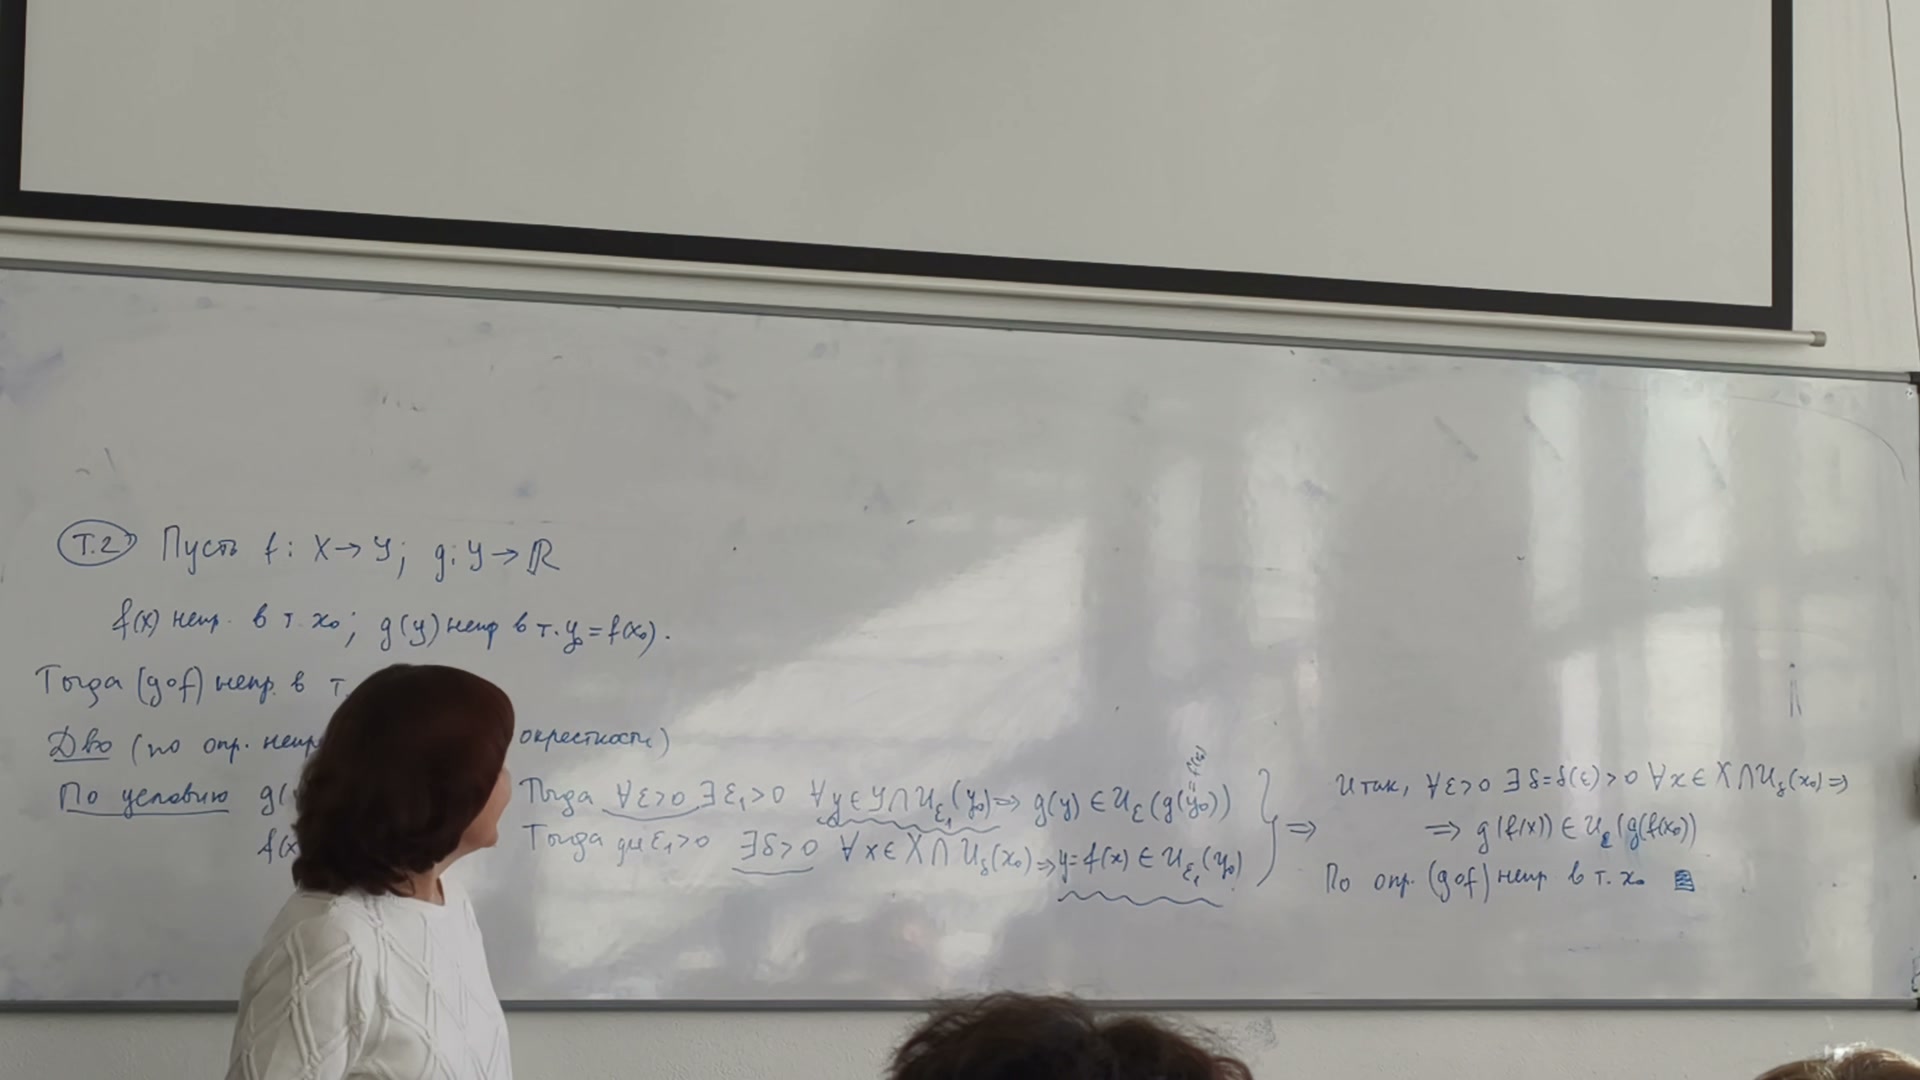 Т.2 Пусть f: X → Y; g: Y → ℝ
f(x) непр. в т. x₀; g(y) непр в т. y₀ = f(x₀).
Тогда (g∘f) непр. в т.
Д-во (по опр. непр окрестности)
По условию g(
Тогда ∀ε>0 ∃ε₁>0 ∀y∈Y∩U_ε₁(y₀) ⇒ g(y) ∈ U_ε(g(y₀))
= f(x₀)
f(x
Тогда для ε₁>0 ∃δ>0 ∀x∈X∩U_δ(x₀) ⇒ y=f(x) ∈ U_ε₁(y₀)
⇒
Итак, ∀ε>0 ∃δ=δ(ε)>0 ∀x∈X∩U_δ(x₀) ⇒
⇒ g(f(x)) ∈ U_ε(g(f(x₀))
По опр. (g∘f) непр. в т. x₀